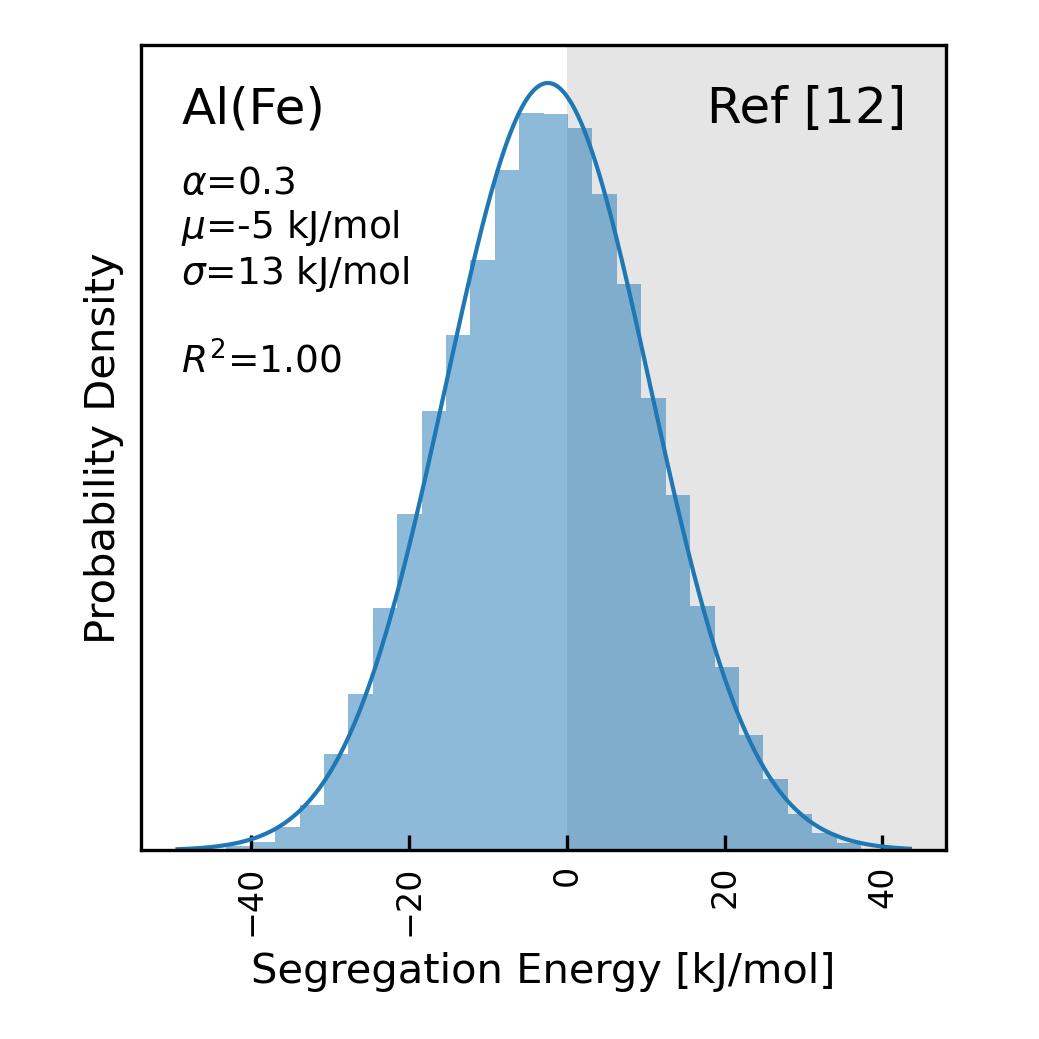 Al(Fe)
Ref [12]
α=0.3
μ=-5 kJ/mol
σ=13 kJ/mol
R²=1.00
Probability Density
−40
−20
0
20
40
Segregation Energy [kJ/mol]